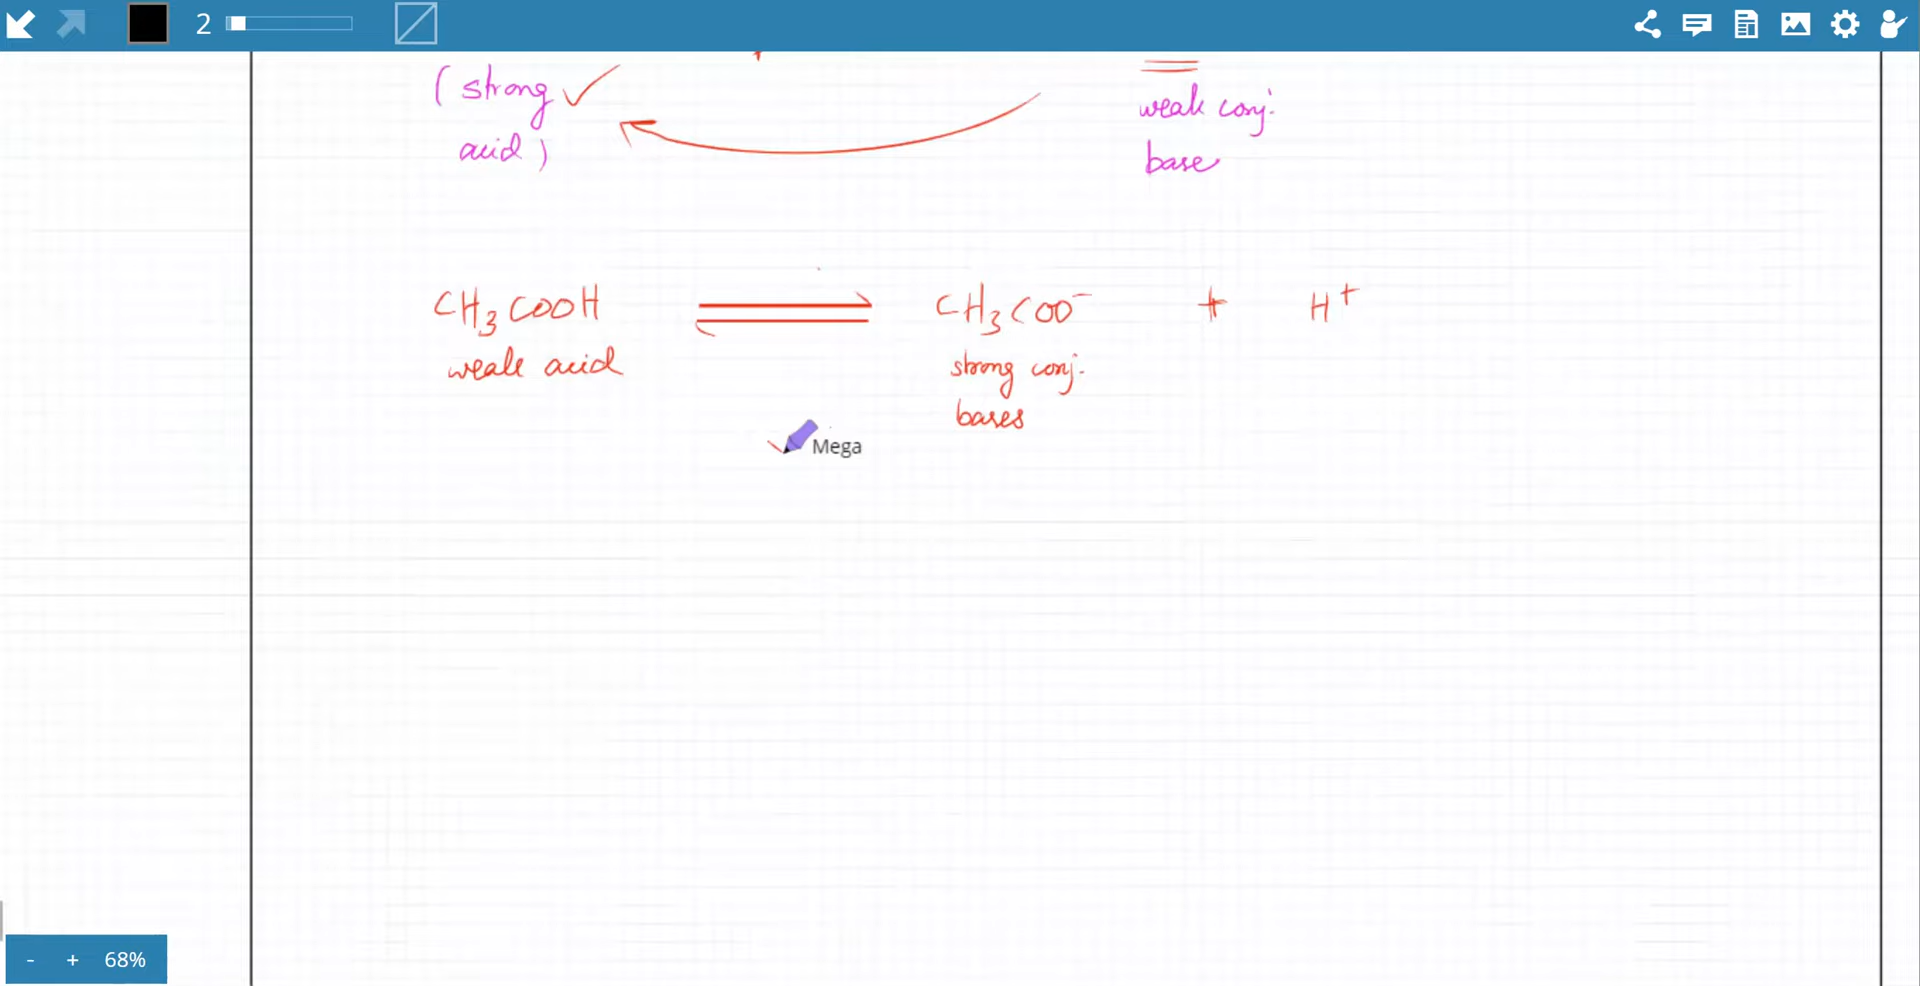 2
( strong ✓
acid )
weak conj.
base
CH₃COOH ⇌ CH₃COO⁻ + H⁺
weak acid
strong conj.
bases
Mega
- + 68%